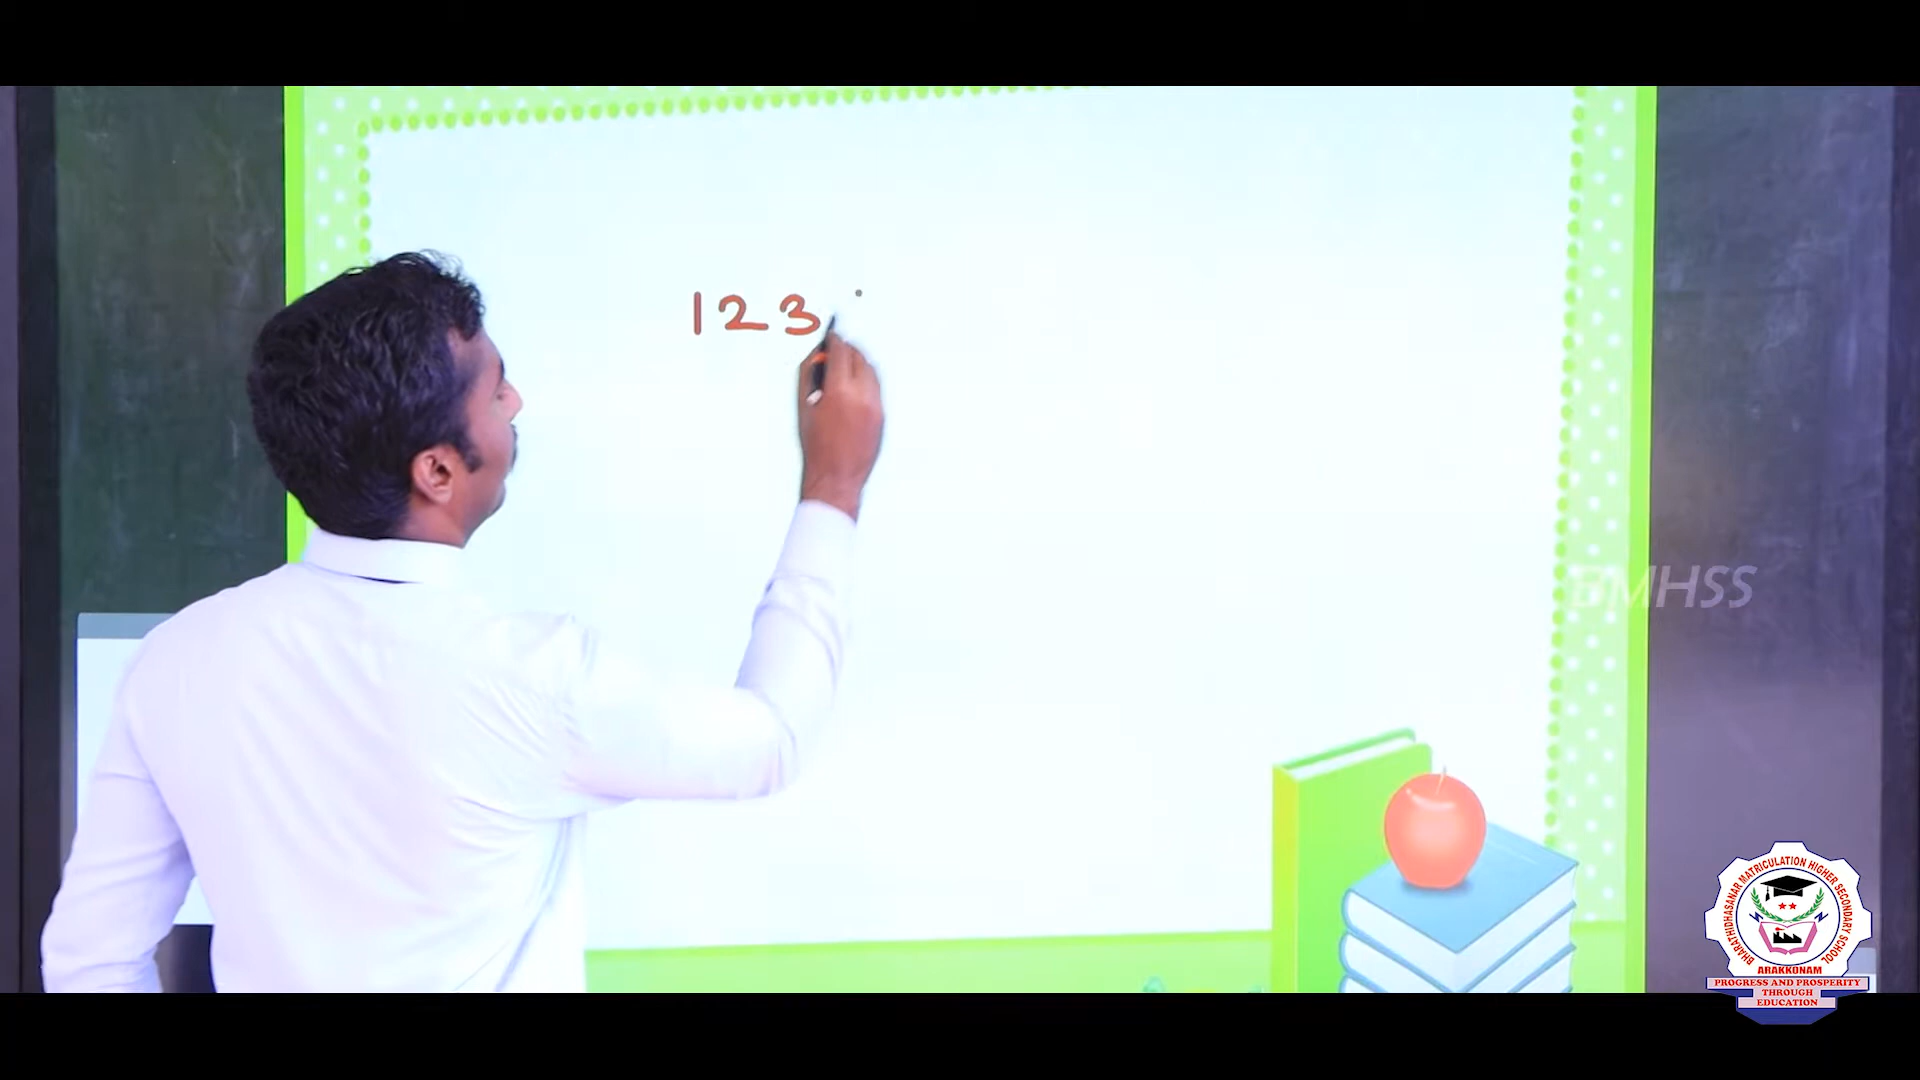 123
BMHSS
BHARATHIDHASANAR MATRICULATION HIGHER SECONDARY SCHOOL
ARAKKONAM
PROGRESS AND PROSPERITY
THROUGH
EDUCATION